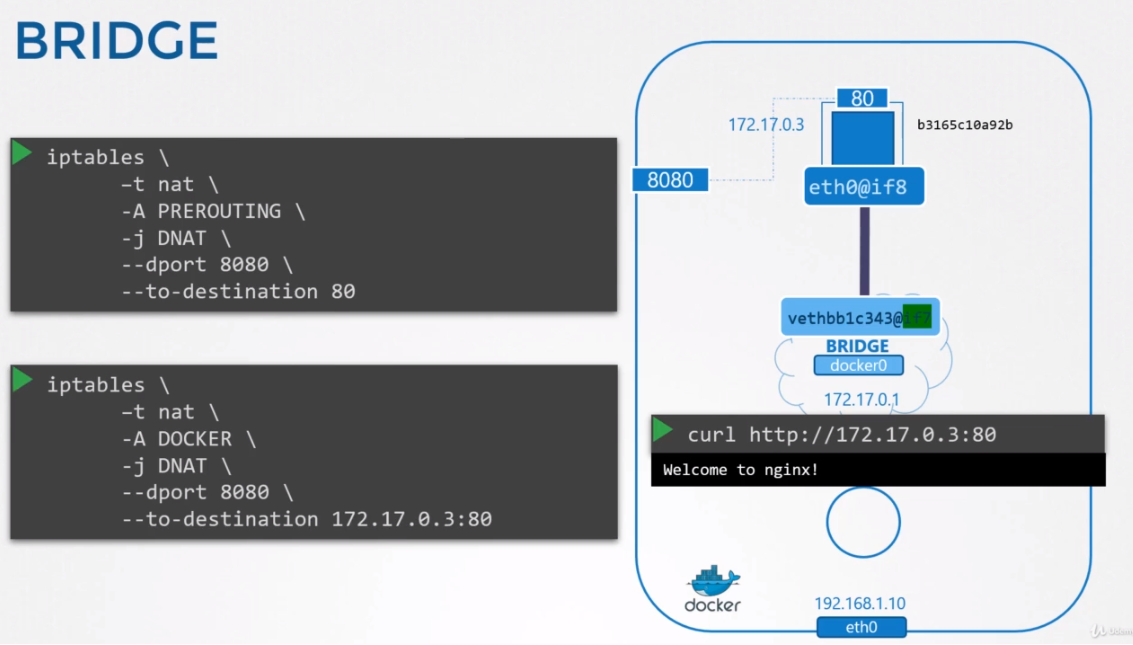 BRIDGE
iptables \
–t nat \
-A PREROUTING \
-j DNAT \
--dport 8080 \
--to-destination 80
iptables \
–t nat \
-A DOCKER \
-j DNAT \
--dport 8080 \
--to-destination 172.17.0.3:80
80
172.17.0.3
b3165c10a92b
8080
eth0@if8
vethbb1c343@if7
BRIDGE
docker0
172.17.0.1
curl http://172.17.0.3:80
Welcome to nginx!
docker
192.168.1.10
eth0